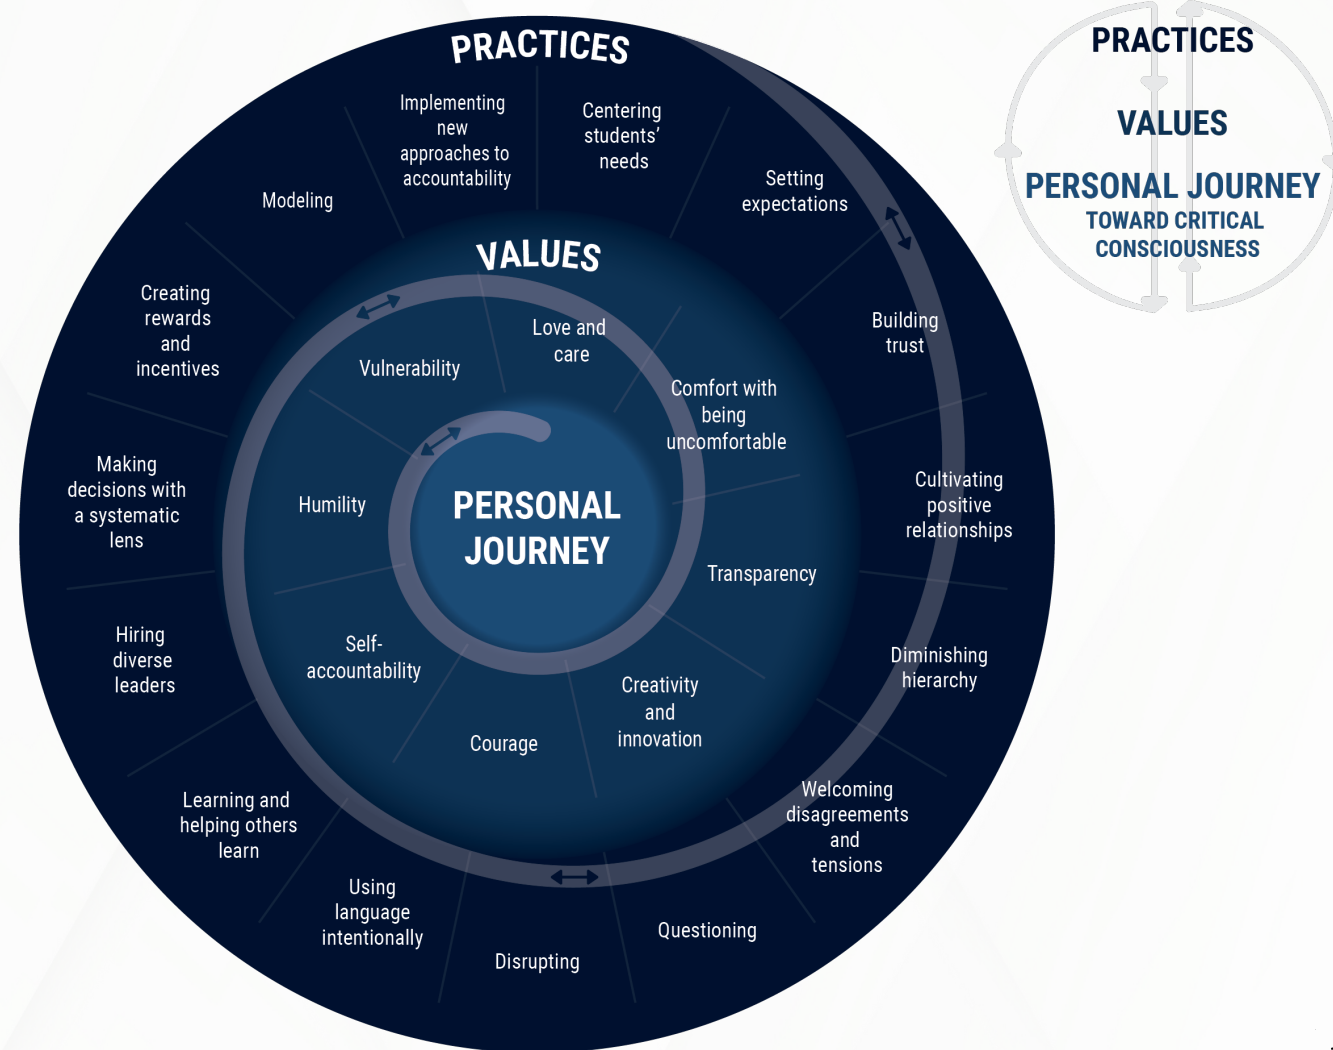 PRACTICES
Implementing
new
approaches to
accountability
Centering
students’
needs
Setting
expectations
Building
trust
Cultivating
positive
relationships
Diminishing
hierarchy
Welcoming
disagreements
and
tensions
Questioning
Disrupting
Using
language
intentionally
Learning and
helping others
learn
Hiring
diverse
leaders
Making
decisions with
a systematic
lens
Creating
rewards
and
incentives
Modeling
VALUES
Love and
care
Comfort with
being
uncomfortable
Transparency
Creativity
and
innovation
Courage
Self-
accountability
Humility
Vulnerability
PERSONAL
JOURNEY
PRACTICES
VALUES
PERSONAL JOURNEY
TOWARD CRITICAL
CONSCIOUSNESS